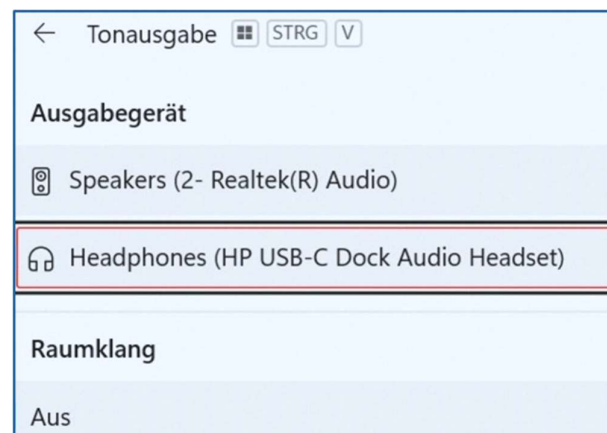 Tonausgabe STRG V
Ausgabegerät
Speakers (2- Realtek(R) Audio)
Headphones (HP USB-C Dock Audio Headset)
Raumklang
Aus